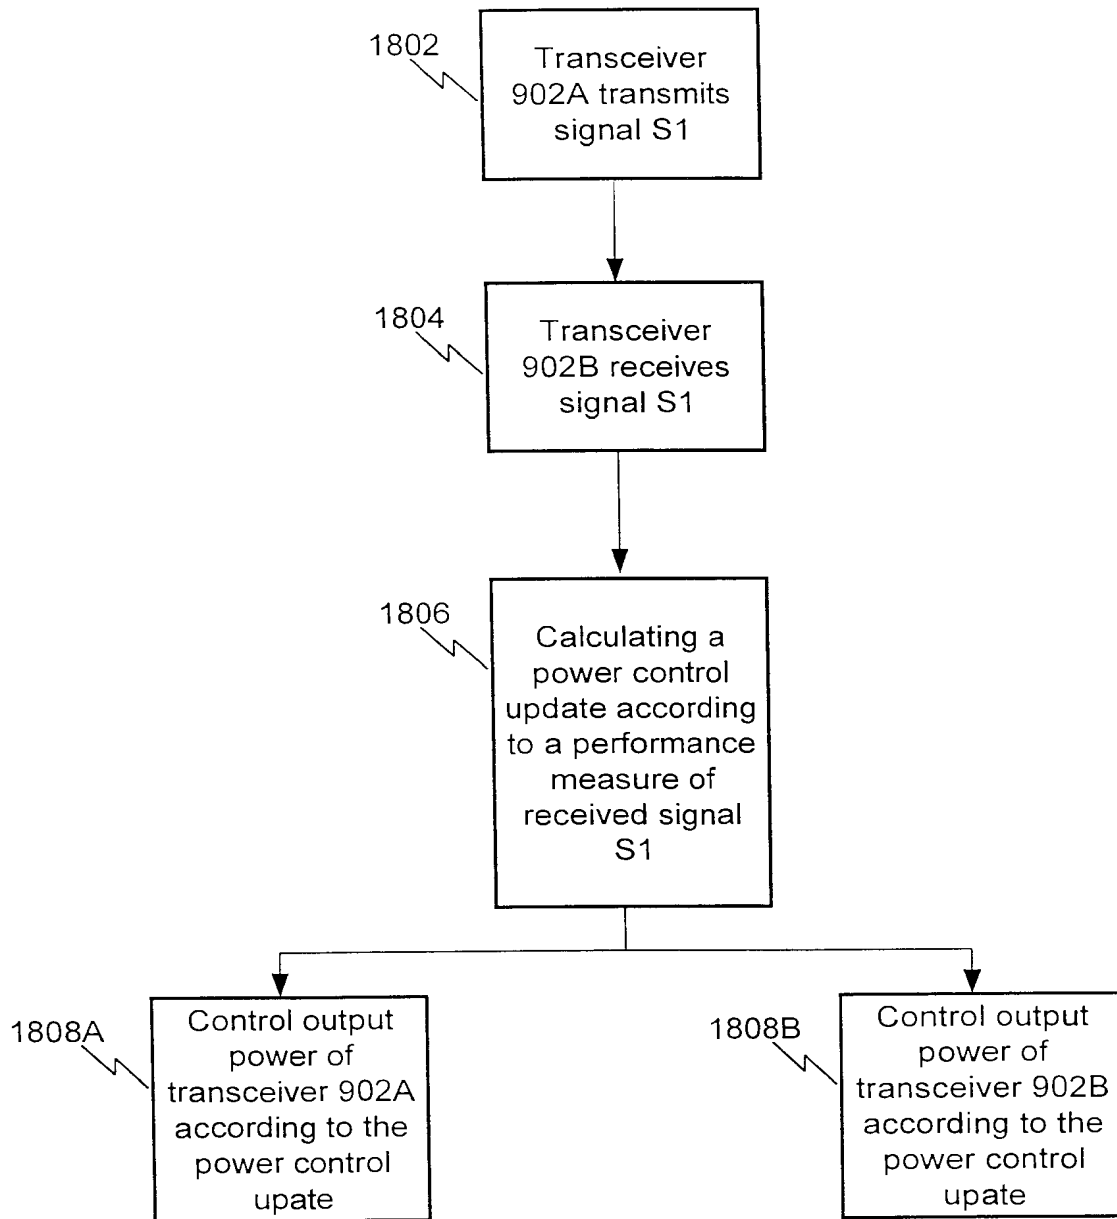 1802
Transceiver
902A transmits
signal S1
1804
Transceiver
902B receives
signal S1
1806
Calculating a
power control
update according
to a performance
measure of
received signal
S1
1808A
Control output
power of
transceiver 902A
according to the
power control
upate
1808B
Control output
power of
transceiver 902B
according to the
power control
upate